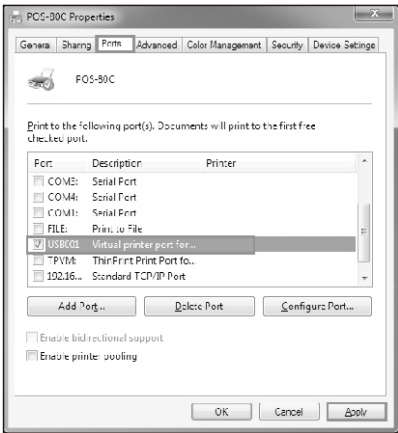 POS-80C Properties
General Sharing Ports Advanced Color Management Security Device Settings
POS-80C
Print to the following port(s). Documents will print to the first free
checked port.
Port Description Printer
COM3: Serial Port
COM4: Serial Port
COM1: Serial Port
FILE: Print to File
USB001 Virtual printer port for...
TPVM: ThinPrint Print Port fo...
192.16... Standard TCP/IP Port
Add Port... Delete Port Configure Port...
Enable bidirectional support
Enable printer pooling
OK Cancel Apply